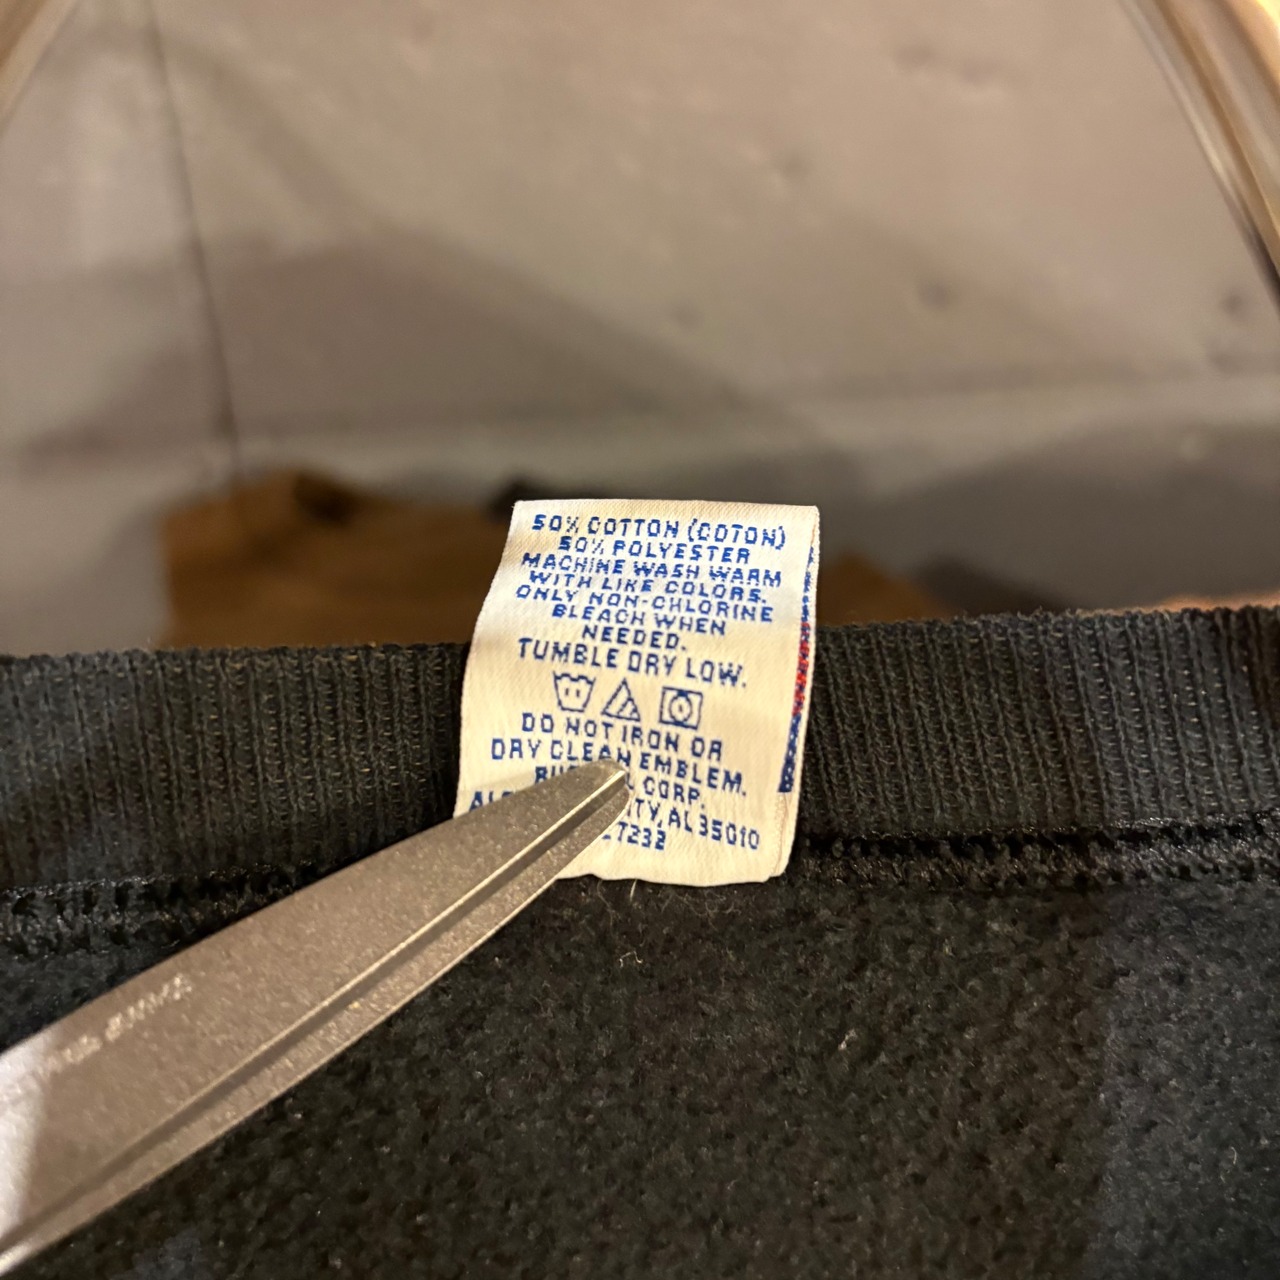 50% COTTON (COTON)
50% POLYESTER
MACHINE WASH WARM
WITH LIKE COLORS.
ONLY NON-CHLORINE
BLEACH WHEN
NEEDED.
TUMBLE DRY LOW.
DO NOT IRON OR
DRY CLEAN EMBLEM.
CORP.
AL 35010